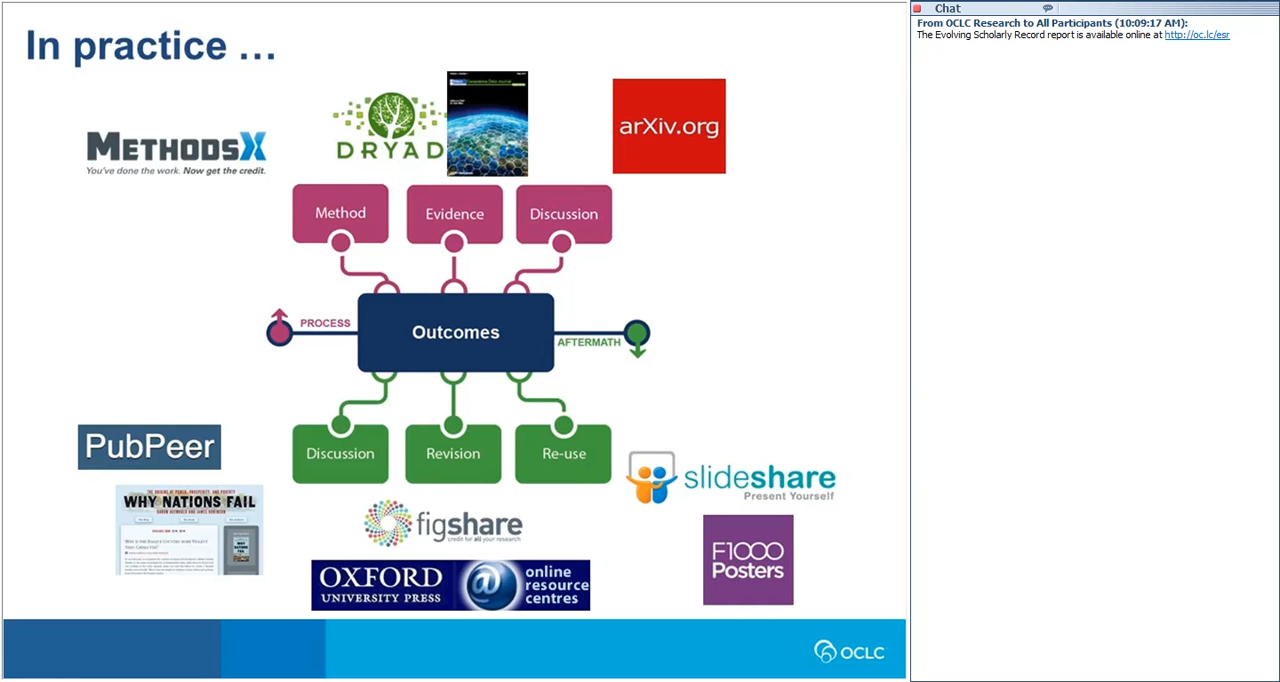 In practice …
METHODSX
You've done the work. Now get the credit.
DRYAD
arXiv.org
Method
Evidence
Discussion
PROCESS
Outcomes
AFTERMATH
Discussion
Revision
Re-use
PubPeer
WHY NATIONS FAIL
figshare
credit for all your research
OXFORD
UNIVERSITY PRESS
@
online
resource
centres
slideshare
Present Yourself
F1000
Posters
OCLC
Chat
From OCLC Research to All Participants (10:09:17 AM):
The Evolving Scholarly Record report is available online at http://oc.lc/esr